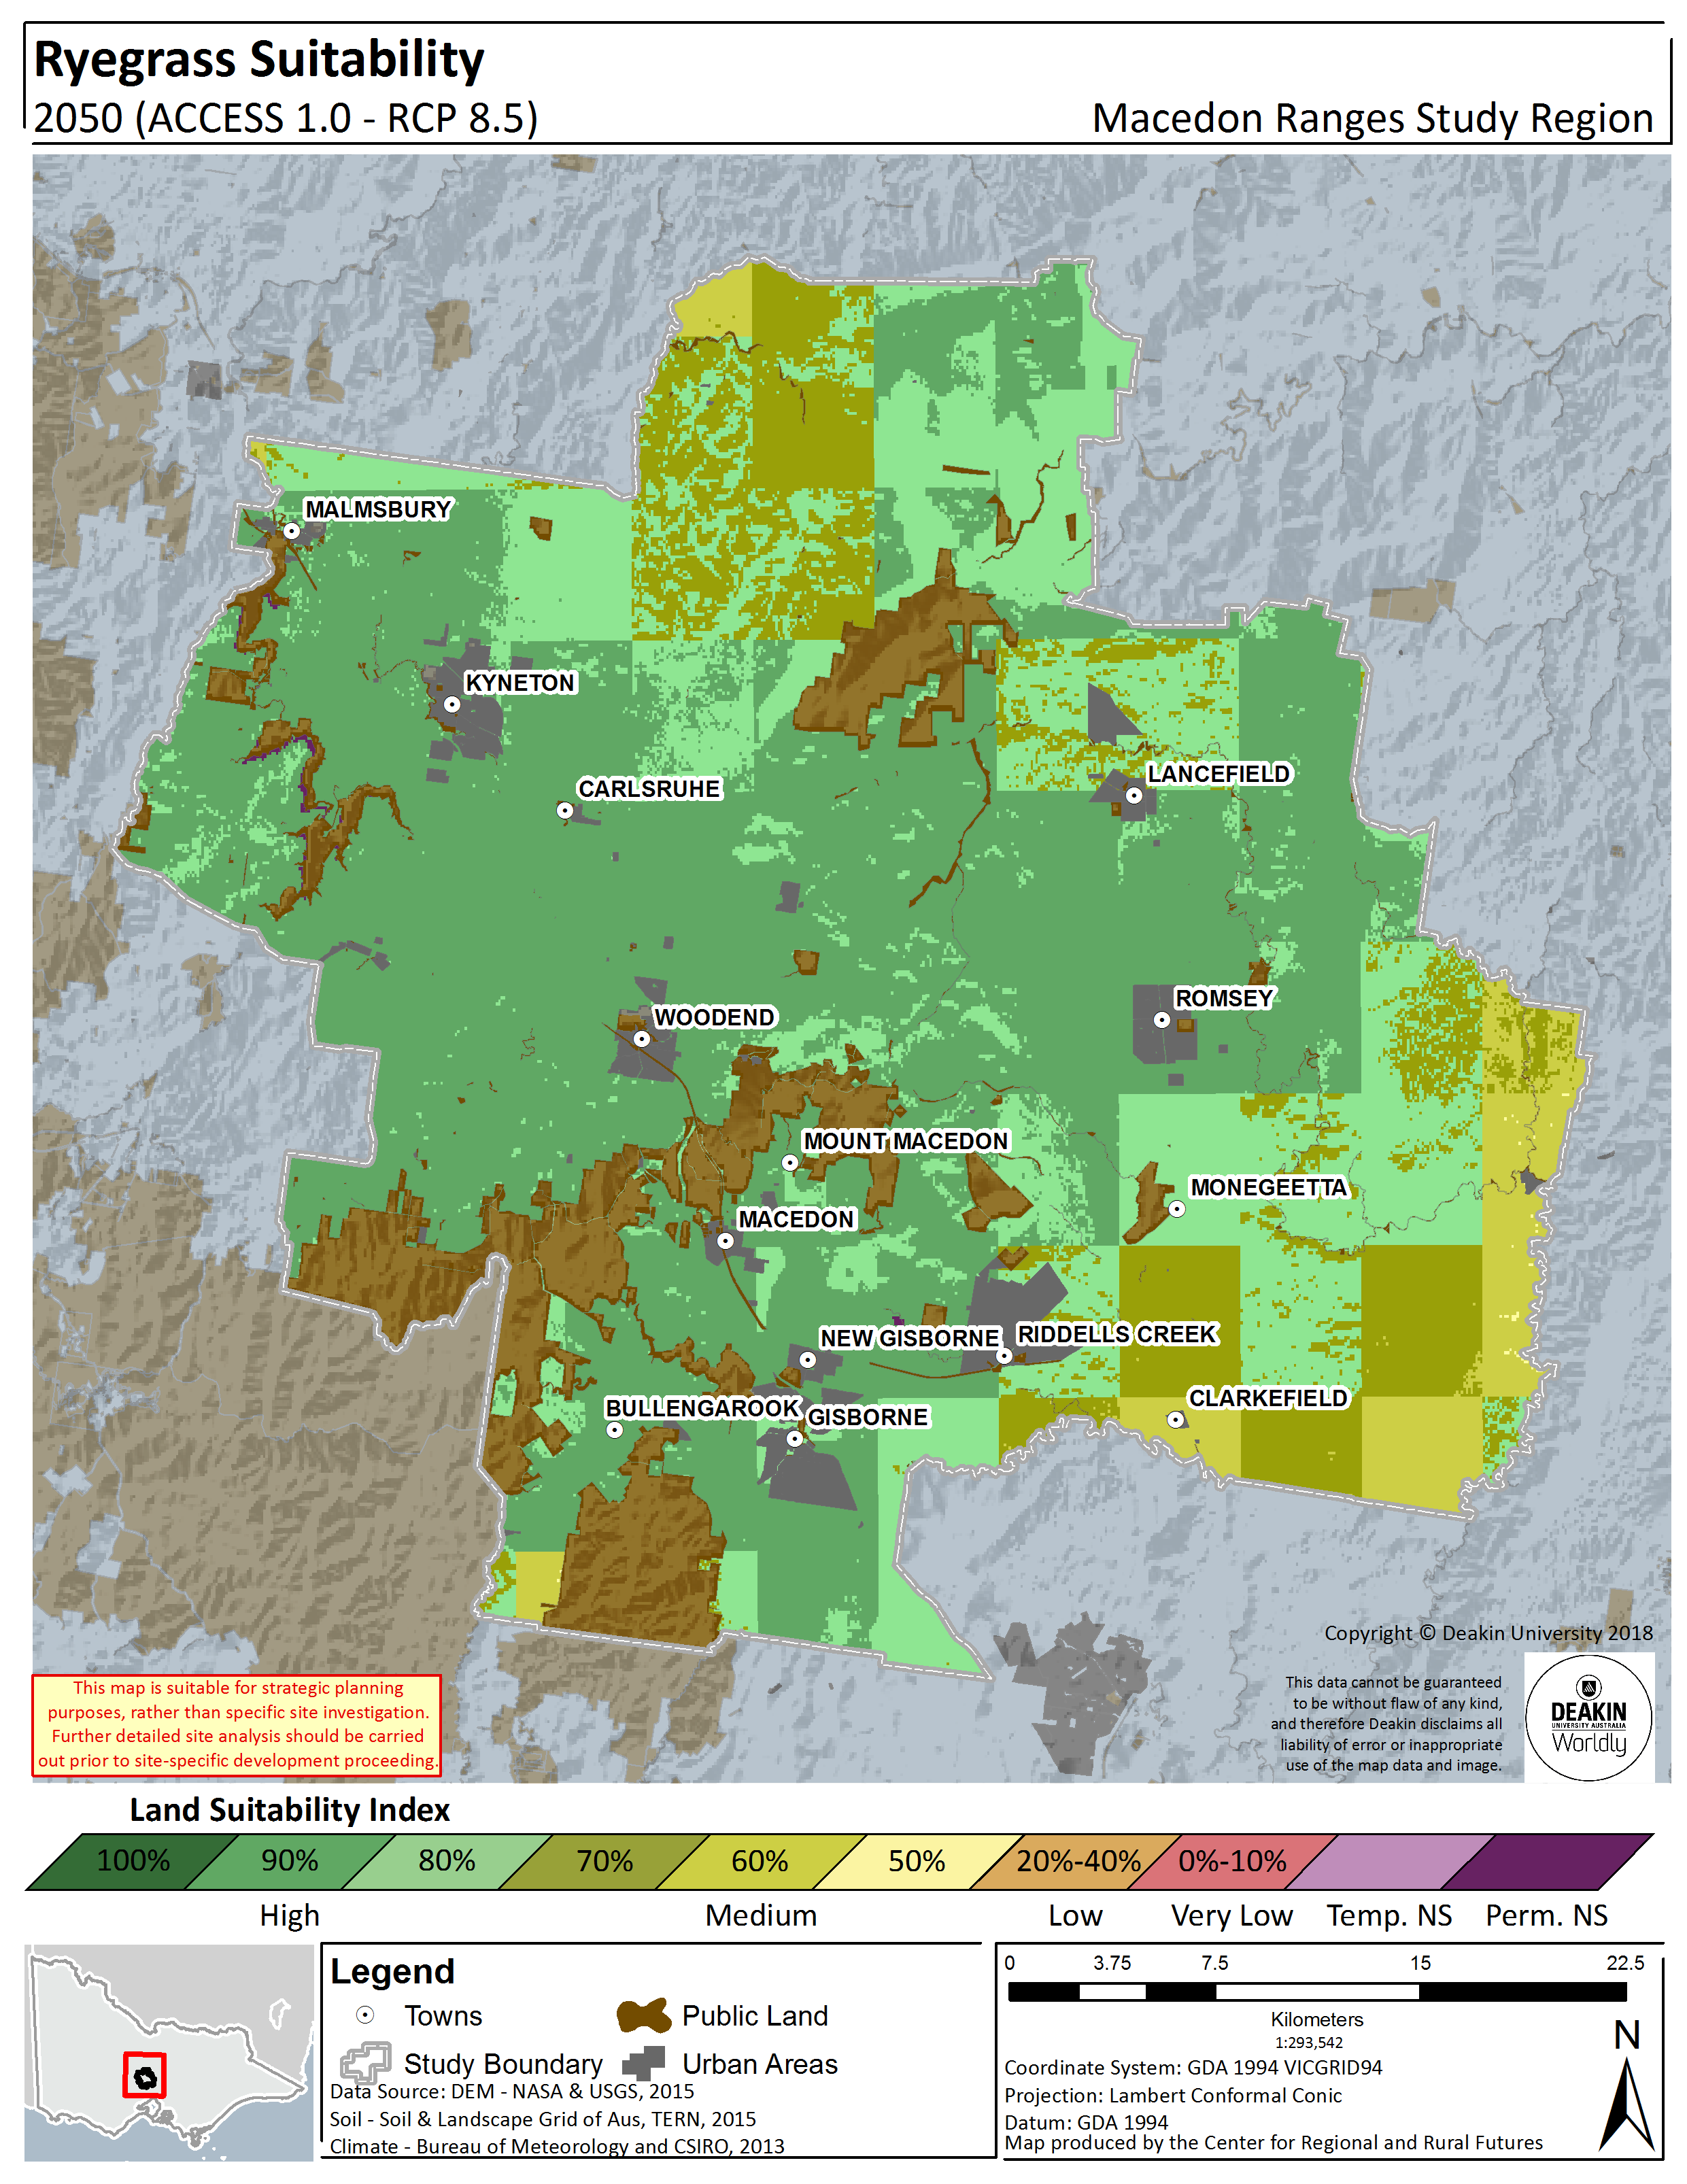 Ryegrass Suitability
2050 (ACCESS 1.0 - RCP 8.5)
Macedon Ranges Study Region
MALMSBURY
KYNETON
CARLSRUHE
LANCEFIELD
ROMSEY
WOODEND
MOUNT MACEDON
MONEGEETTA
MACEDON
NEW GISBORNE
RIDDELLS CREEK
CLARKEFIELD
BULLENGAROOK
GISBORNE
Copyright © Deakin University 2018
This map is suitable for strategic planning
purposes, rather than specific site investigation.
Further detailed site analysis should be carried
out prior to site-specific development proceeding.
This data cannot be guaranteed
to be without flaw of any kind,
and therefore Deakin disclaims all
liability of error or inappropriate
use of the map data and image.
DEAKIN
UNIVERSITY AUSTRALIA
Worldly
Land Suitability Index
100% 90% 80% 70% 60% 50% 20%-40% 0%-10%
High Medium Low Very Low Temp. NS Perm. NS
Legend
Towns
Public Land
Study Boundary
Urban Areas
Data Source: DEM - NASA & USGS, 2015
Soil - Soil & Landscape Grid of Aus, TERN, 2015
Climate - Bureau of Meteorology and CSIRO, 2013
0 3.75 7.5 15 22.5
Kilometers
1:293,542
N
Coordinate System: GDA 1994 VICGRID94
Projection: Lambert Conformal Conic
Datum: GDA 1994
Map produced by the Center for Regional and Rural Futures